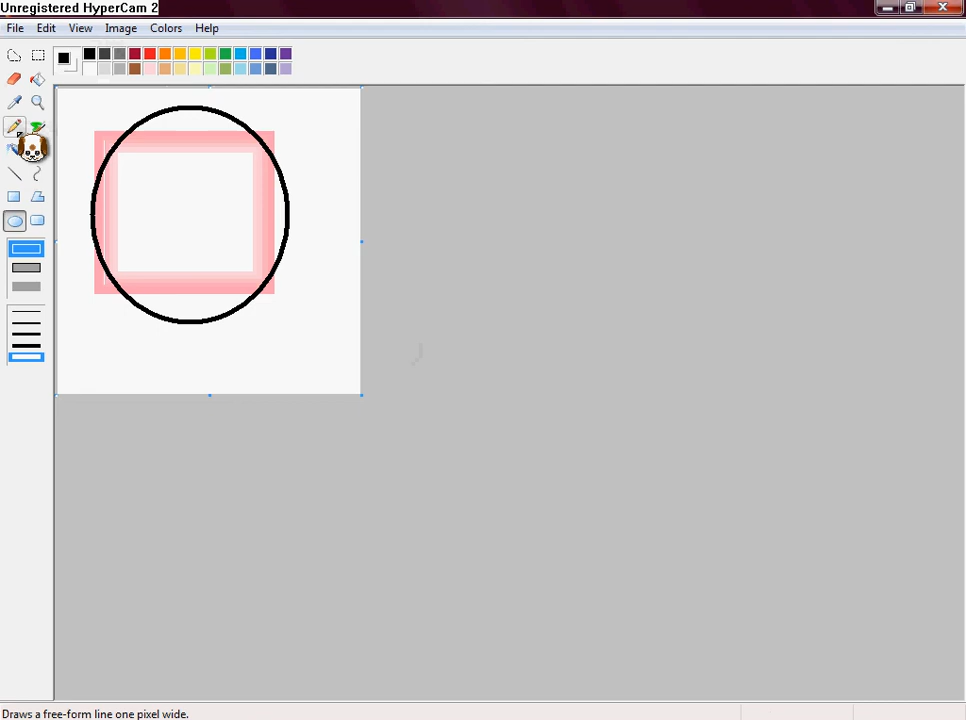 Unregistered HyperCam 2
File Edit View Image Colors Help
Draws a free-form line one pixel wide.